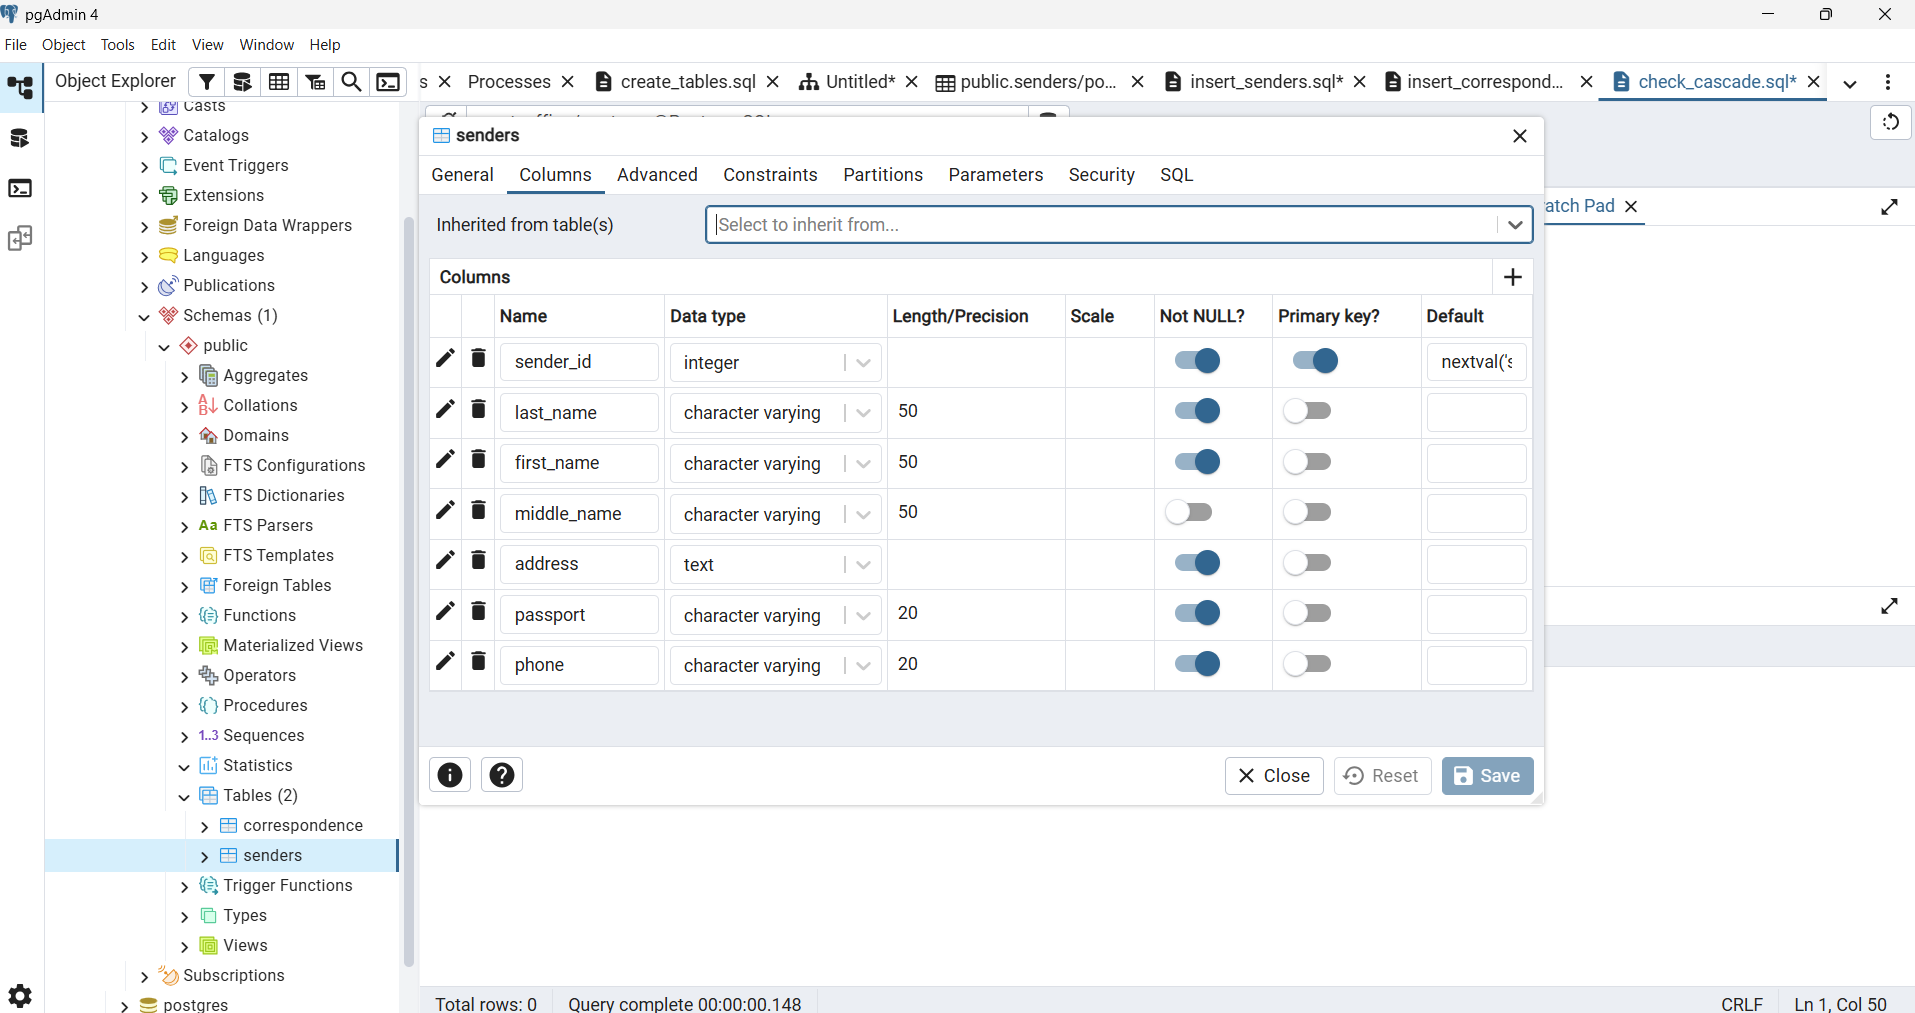 pgAdmin 4
File Object Tools Edit View Window Help
Object Explorer
s Processes create_tables.sql Untitled* public.senders/po... insert_senders.sql* insert_correspond... check_cascade.sql*
Casts
Catalogs
Event Triggers
Extensions
Foreign Data Wrappers
Languages
Publications
Schemas (1)
public
Aggregates
Collations
Domains
FTS Configurations
FTS Dictionaries
Aa FTS Parsers
FTS Templates
Foreign Tables
Functions
Materialized Views
Operators
Procedures
1..3 Sequences
Statistics
Tables (2)
correspondence
senders
Trigger Functions
Types
Views
Subscriptions
postgres
senders
General Columns Advanced Constraints Partitions Parameters Security SQL
Inherited from table(s) Select to inherit from...
Columns
Name Data type Length/Precision Scale Not NULL? Primary key? Default
sender_id integer nextval('s
last_name character varying 50
first_name character varying 50
middle_name character varying 50
address text
passport character varying 20
phone character varying 20
Close Reset Save
atch Pad
Total rows: 0 Query complete 00:00:00.148 CRLF Ln 1, Col 50